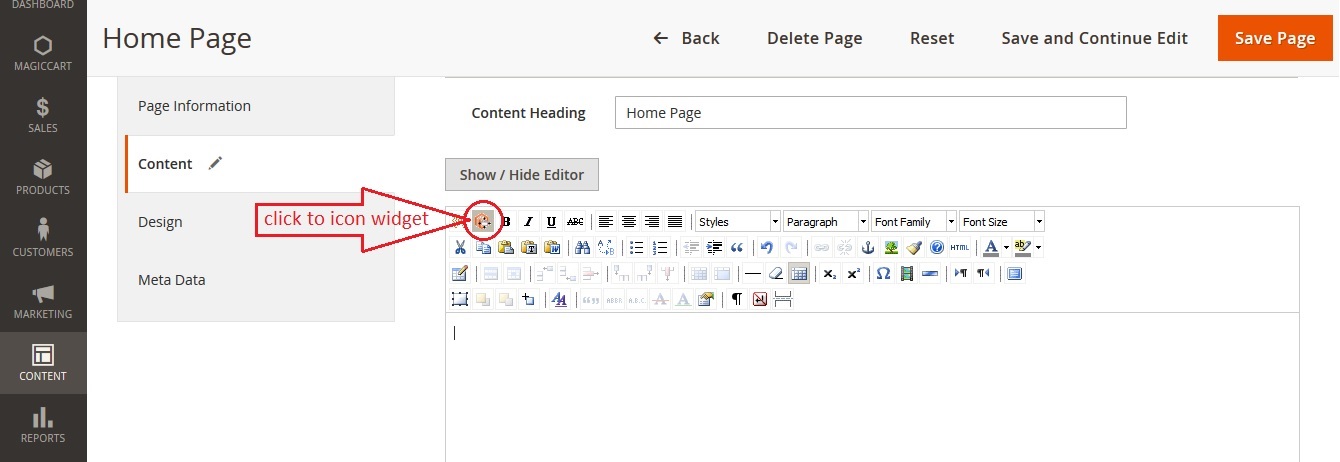 DASHBOARD
MAGICCART
SALES
PRODUCTS
CUSTOMERS
MARKETING
CONTENT
REPORTS
Home Page
Back Delete Page Reset Save and Continue Edit Save Page
Page Information
Content
Design
Meta Data
Content Heading Home Page
Show / Hide Editor
click to icon widget
B I U ABC Styles Paragraph Font Family Font Size
HTML A ab
ABBR A.B.C. A A